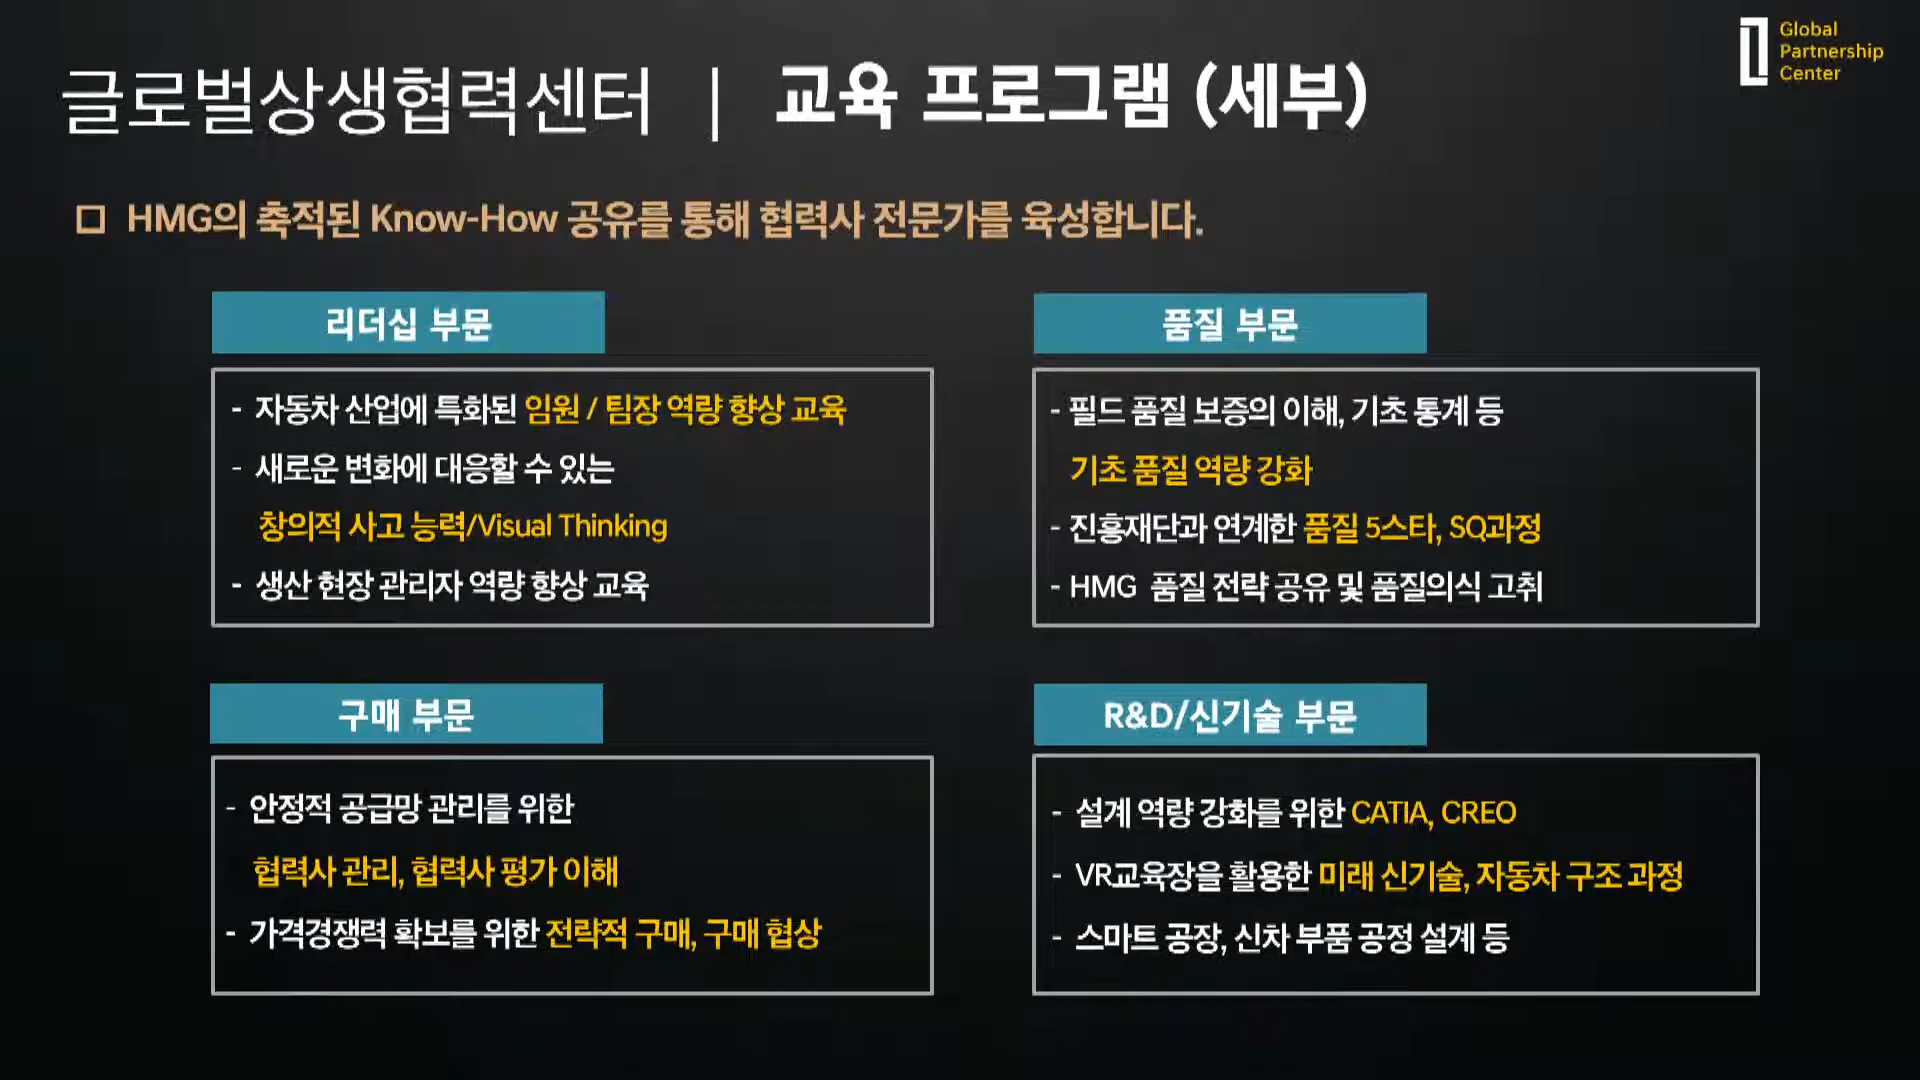 글로벌상생협력센터 | 교육 프로그램 (세부)
Global
Partnership
Center
□ HMG의 축적된 Know-How 공유를 통해 협력사 전문가를 육성합니다.
리더십 부문
- 자동차 산업에 특화된 임원 / 팀장 역량 향상 교육
- 새로운 변화에 대응할 수 있는
창의적 사고 능력/Visual Thinking
- 생산 현장 관리자 역량 향상 교육
품질 부문
- 필드 품질 보증의 이해, 기초 통계 등
기초 품질 역량 강화
- 진흥재단과 연계한 품질 5스타, SQ과정
- HMG 품질 전략 공유 및 품질의식 고취
구매 부문
- 안정적 공급망 관리를 위한
협력사 관리, 협력사 평가 이해
- 가격경쟁력 확보를 위한 전략적 구매, 구매 협상
R&D/신기술 부문
- 설계 역량 강화를 위한 CATIA, CREO
- VR교육장을 활용한 미래 신기술, 자동차 구조 과정
- 스마트 공장, 신차 부품 공정 설계 등